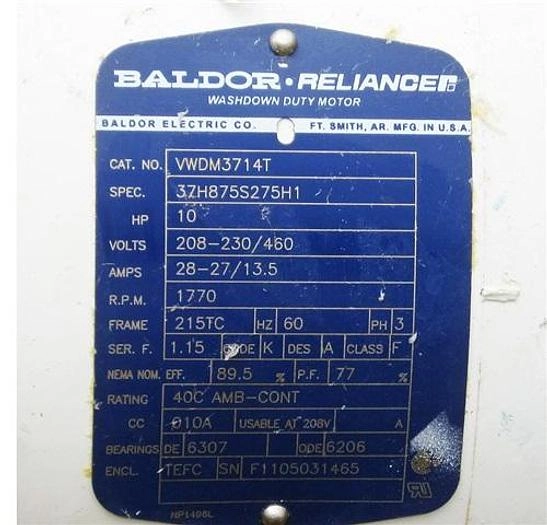 BALDOR • RELIANCE
WASHDOWN DUTY MOTOR
BALDOR ELECTRIC CO. FT. SMITH, AR. MFG. IN U.S.A.
CAT. NO. VWDM3714T
SPEC. 37H875S275H1
HP 10
VOLTS 208-230/460
AMPS 28-27/13.5
R.P.M. 1770
FRAME 215TC HZ 60 PH 3
SER. F. 1.15 CODE K DES A CLASS F
NEMA NOM. EFF. 89.5 % P.F. 77 %
RATING 40C AMB-CONT
CC 010A USABLE AT 208V A
BEARINGS DE 6307 ODE 6206
ENCL. TEFC SN F1105031465
NP1496L